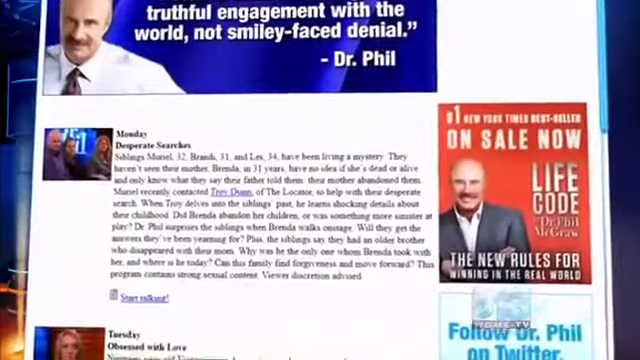 truthful engagement with the
world, not smiley-faced denial.”
- Dr. Phil
Monday
Desperate Searches
Siblings Muriel, 32, Brandi, 31, and Les, 34, have been living a mystery. They
haven't seen their mother, Brenda, in 31 years, have no idea if she's dead or alive
and only know what they say their father told them: their mother abandoned them.
Muriel recently contacted Troy Dunn, of The Locator, so help with their desperate
search. When Troy delves into the siblings' past, he learns shocking details about
their childhood. Did Brenda abandon her children, or was something more sinister at
play? Dr. Phil surprises the siblings when Brenda walks onstage. Will they get the
answers they've been yearning for? Plus, the siblings say they had an older brother
who disappeared with their mom. Why was he the only one whom Brenda took with
her, and where is he today? Can this family find forgiveness and move forward? This
program contains strong sexual content. Viewer discretion advised.
Start talking!
Tuesday
Obsessed with Love
#1 NEW YORK TIMES BEST-SELLER
ON SALE NOW
LIFE
CODE
Dr. Phil
McGraw
THE NEW RULES FOR
WINNING IN THE REAL WORLD
Follow Dr. Phil
on Twitter.